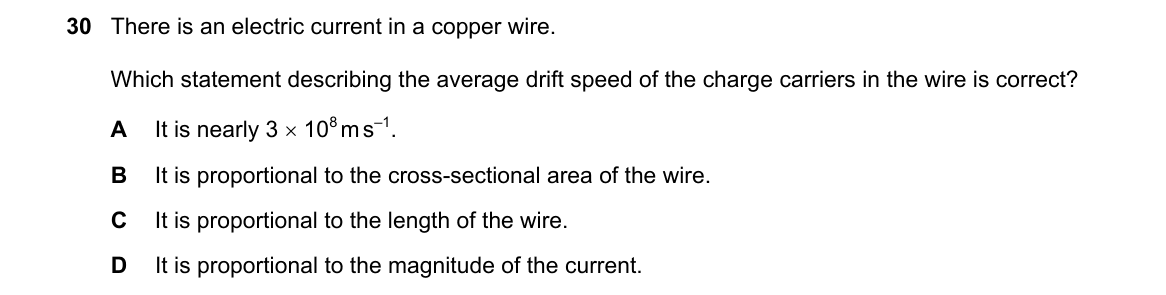 30 There is an electric current in a copper wire.
Which statement describing the average drift speed of the charge carriers in the wire is correct?
A It is nearly 3 × 10⁸ m s⁻¹.
B It is proportional to the cross-sectional area of the wire.
C It is proportional to the length of the wire.
D It is proportional to the magnitude of the current.